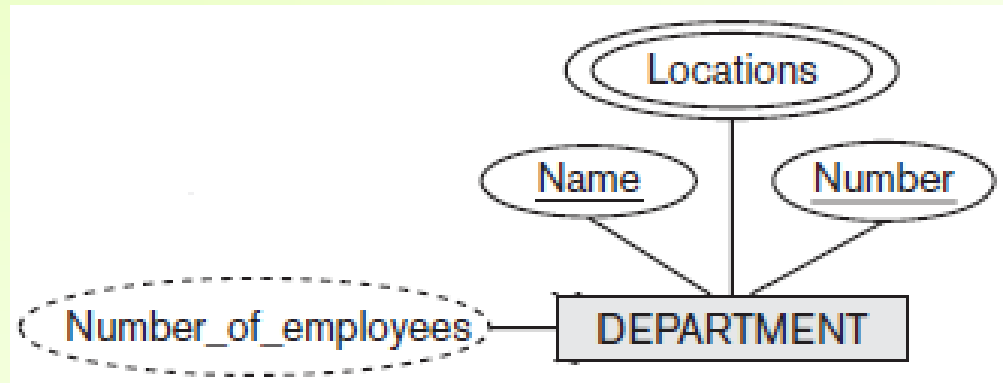 Locations
Name
Number
Number_of_employees
DEPARTMENT